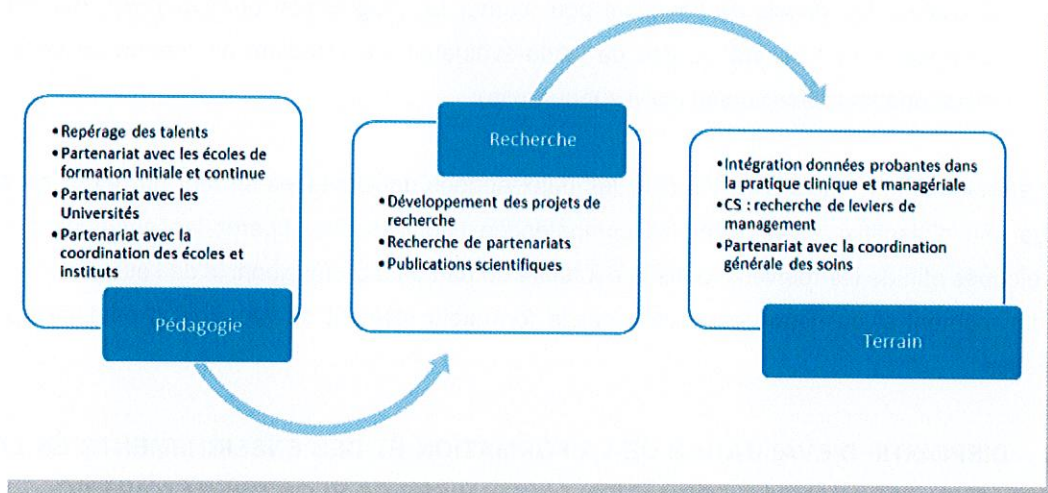 •Repérage des talents
•Partenariat avec les écoles de
formation initiale et continue
•Partenariat avec les
Universités
•Partenariat avec la
coordination des écoles et
instituts
Pédagogie
Recherche
•Développement des projets de
recherche
•Recherche de partenariats
•Publications scientifiques
•Intégration données probantes dans
la pratique clinique et managériale
•CS : recherche de leviers de
management
•Partenariat avec la coordination
générale des soins
Terrain